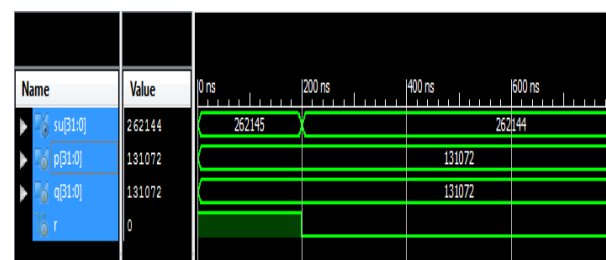 Name Value 0 ns 200 ns 400 ns 600 ns
su[31:0] 262144 262145 262144
p[31:0] 131072 131072
q[31:0] 131072 131072
r 0